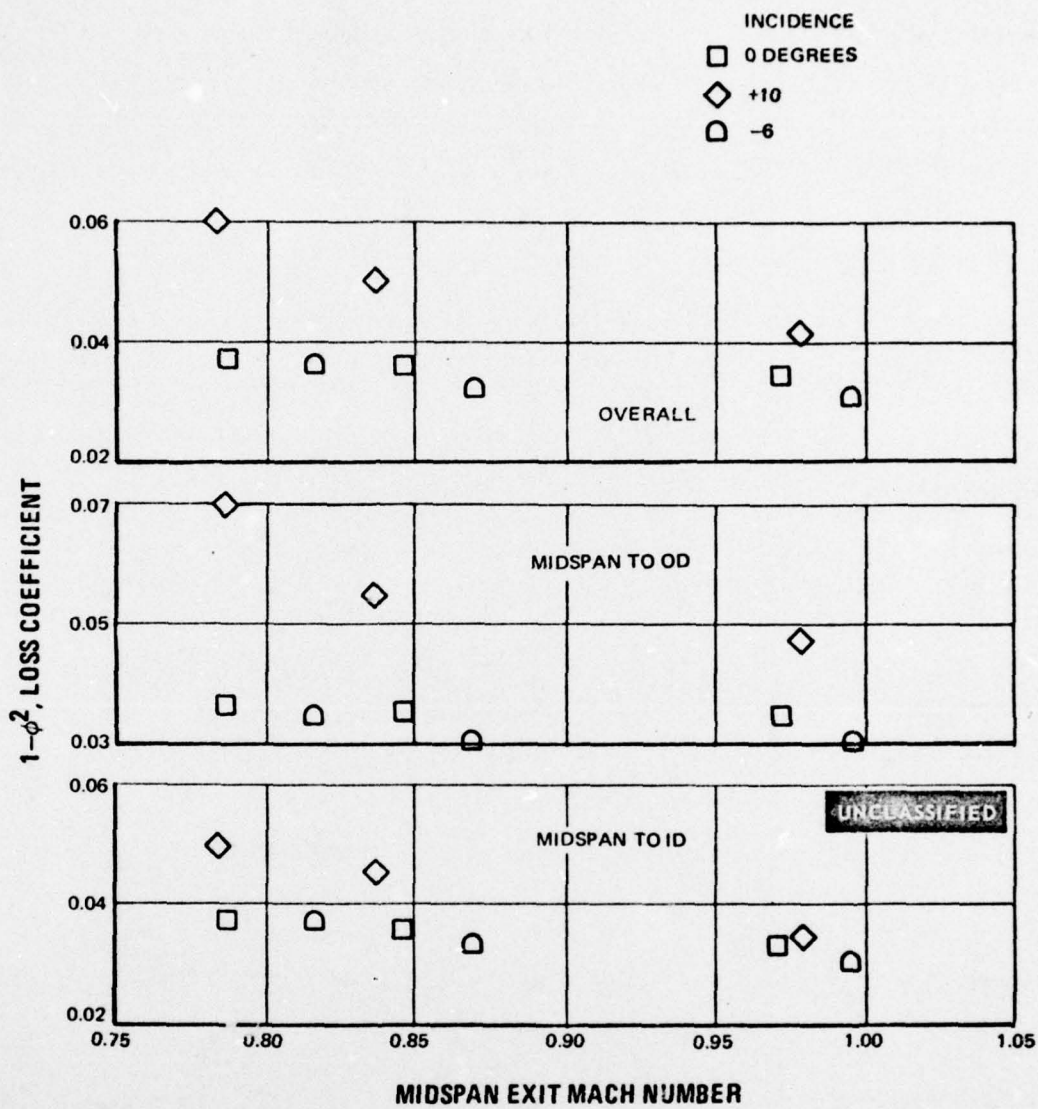 INCIDENCE
0 DEGREES
+10
−6
0.06
0.04
0.02
OVERALL
0.07
0.05
0.03
MIDSPAN TO OD
1−ϕ², LOSS COEFFICIENT
0.06
0.04
0.02
MIDSPAN TO ID
UNCLASSIFIED
0.75 0.80 0.85 0.90 0.95 1.00 1.05
MIDSPAN EXIT MACH NUMBER